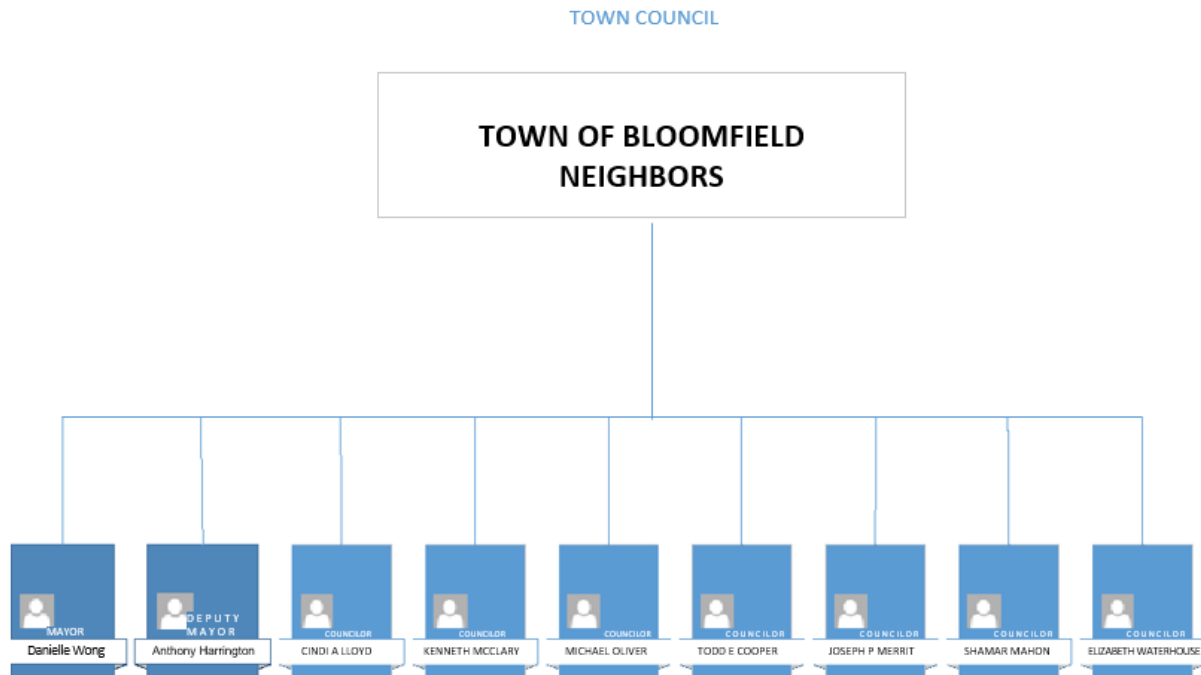 TOWN COUNCIL
TOWN OF BLOOMFIELD
NEIGHBORS
MAYOR
Danielle Wong
DEPUTY
MAYOR
Anthony Harrington
COUNCILOR
CINDI A LLOYD
COUNCILOR
KENNETH MCCLARY
COUNCILOR
MICHAEL OLIVER
COUNCILOR
TODD E COOPER
COUNCILOR
JOSEPH P MERRIT
COUNCILOR
SHAMAR MAHON
COUNCILOR
ELIZABETH WATERHOUSE